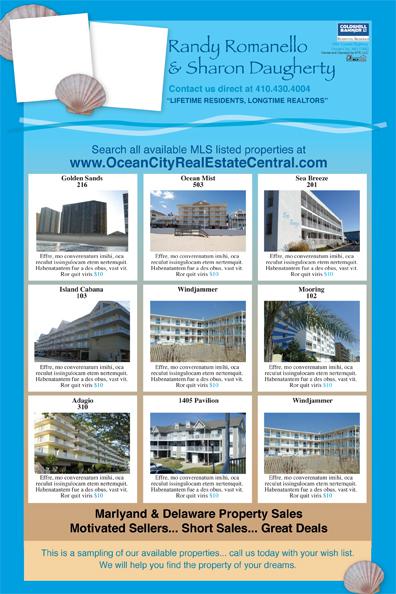 Randy Romanello
& Sharon Daugherty
COLDWELL
BANKER
Contact us direct at 410.430.4004
"LIFETIME RESIDENTS, LONGTIME REALTORS"
Search all available MLS listed properties at
www.OceanCityRealEstateCentral.com
Golden Sands
216
Effre, mo converenatum imihi, oca
reculut issingulocam etem nertemquit.
Habenatantem fur a des obus, vast vit.
Ror quit viris $10
Ocean Mist
503
Effre, mo converenatum imihi, oca
reculut issingulocam etem nertemquit.
Habenatantem fur a des obus, vast vit.
Ror quit viris $10
Sea Breeze
201
Effre, mo converenatum imihi, oca
reculut issingulocam etem nertemquit.
Habenatantem fur a des obus, vast vit.
Ror quit viris $10
Island Cabana
103
Effre, mo converenatum imihi, oca
reculut issingulocam etem nertemquit.
Habenatantem fur a des obus, vast vit.
Ror quit viris $10
Windjammer
Effre, mo converenatum imihi, oca
reculut issingulocam etem nertemquit.
Habenatantem fur a des obus, vast vit.
Ror quit viris $10
Mooring
102
Effre, mo converenatum imihi, oca
reculut issingulocam etem nertemquit.
Habenatantem fur a des obus, vast vit.
Ror quit viris $10
Adagio
310
Effre, mo converenatum imihi, oca
reculut issingulocam etem nertemquit.
Habenatantem fur a des obus, vast vit.
Ror quit viris $10
1405 Pavilion
Effre, mo converenatum imihi, oca
reculut issingulocam etem nertemquit.
Habenatantem fur a des obus, vast vit.
Ror quit viris $10
Windjammer
Effre, mo converenatum imihi, oca
reculut issingulocam etem nertemquit.
Habenatantem fur a des obus, vast vit.
Ror quit viris $10
Marlyand & Delaware Property Sales
Motivated Sellers... Short Sales... Great Deals
This is a sampling of our available properties... call us today with your wish list.
We will help you find the property of your dreams.